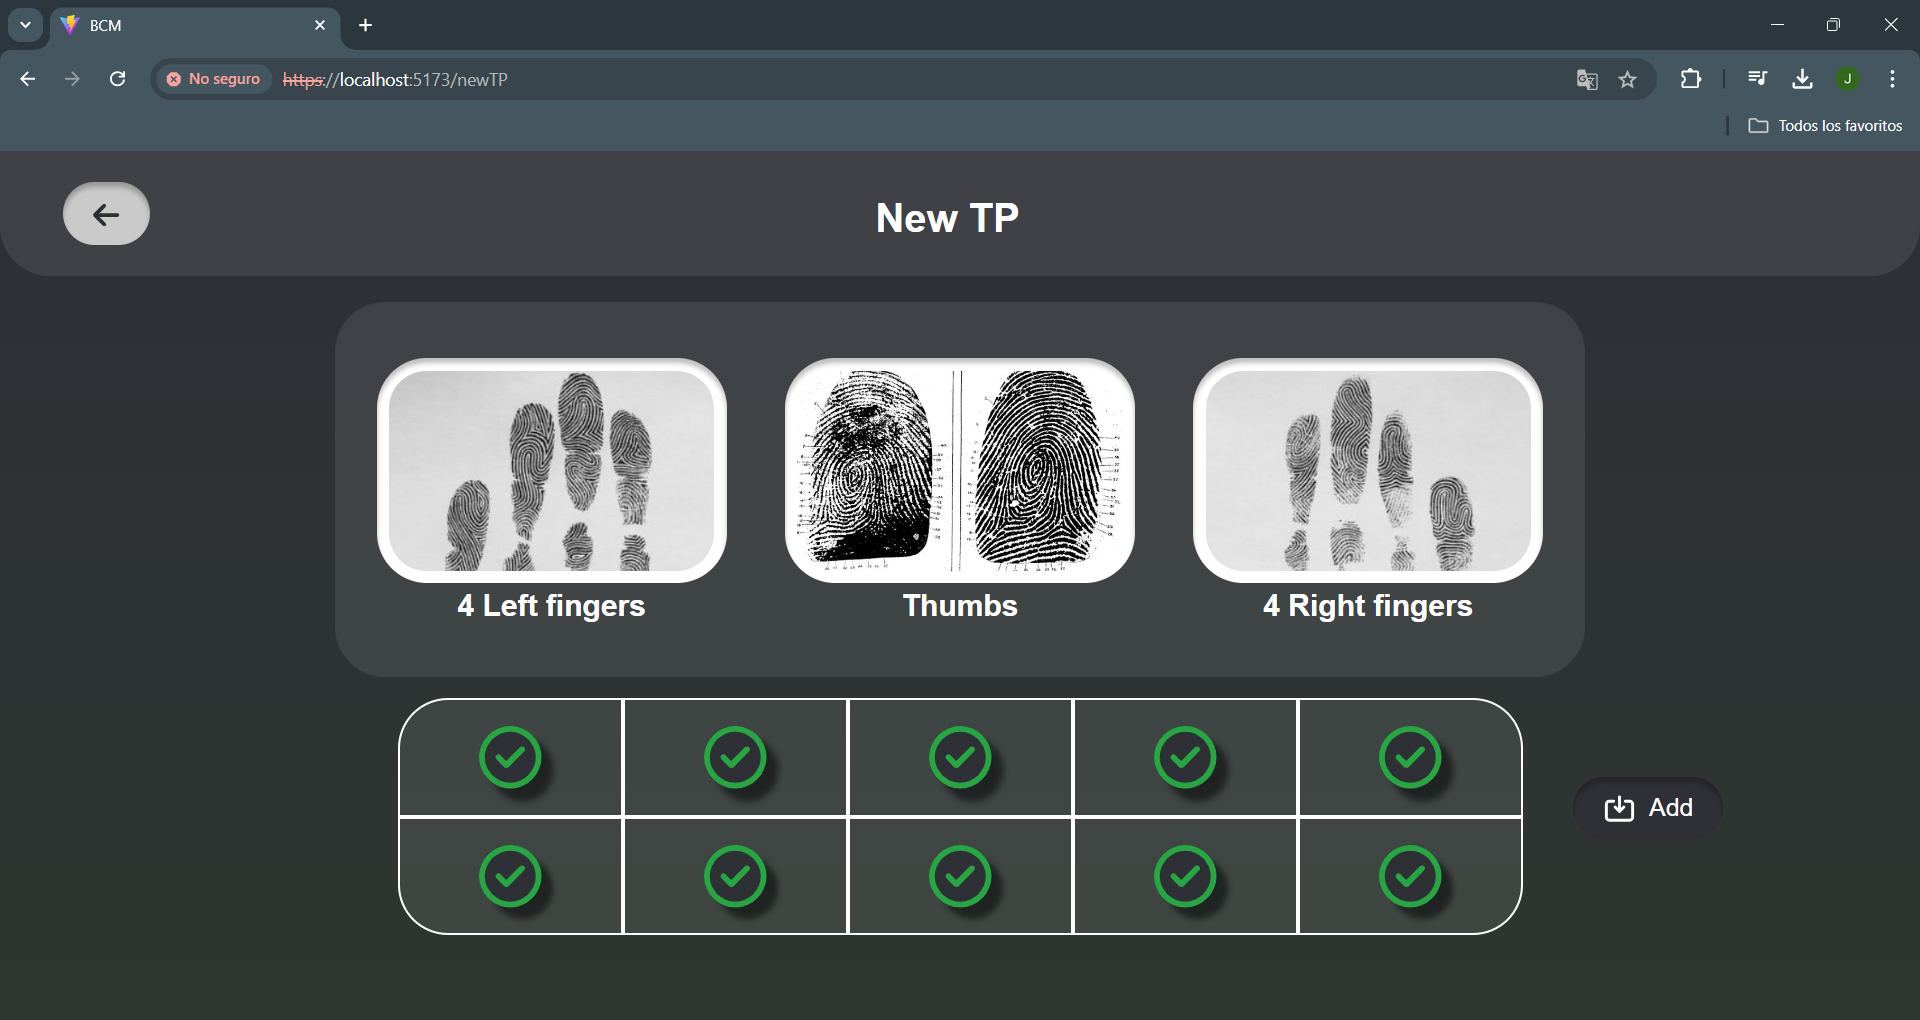 BCM
No seguro
https://localhost:5173/newTP
J
Todos los favoritos
New TP
4 Left fingers
Thumbs
4 Right fingers
Add